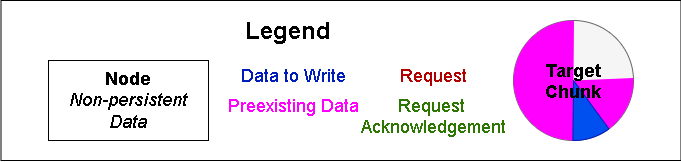 Legend
Node
Non-persistent
Data
Data to Write
Preexisting Data
Request
Request
Acknowledgement
Target
Chunk